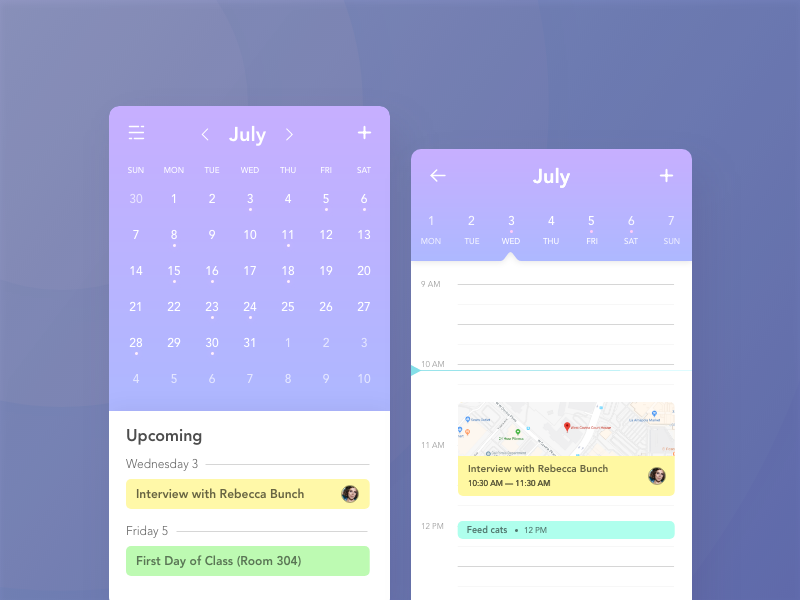 July
SUN MON TUE WED THU FRI SAT
30 1 2 3 4 5 6
7 8 9 10 11 12 13
14 15 16 17 18 19 20
21 22 23 24 25 26 27
28 29 30 31 1 2 3
4 5 6 7 8 9 10
Upcoming
Wednesday 3
Interview with Rebecca Bunch
Friday 5
First Day of Class (Room 304)
July
1 2 3 4 5 6 7
MON TUE WED THU FRI SAT SUN
9 AM
10 AM
11 AM
Interview with Rebecca Bunch
10:30 AM — 11:30 AM
12 PM
Feed cats • 12 PM